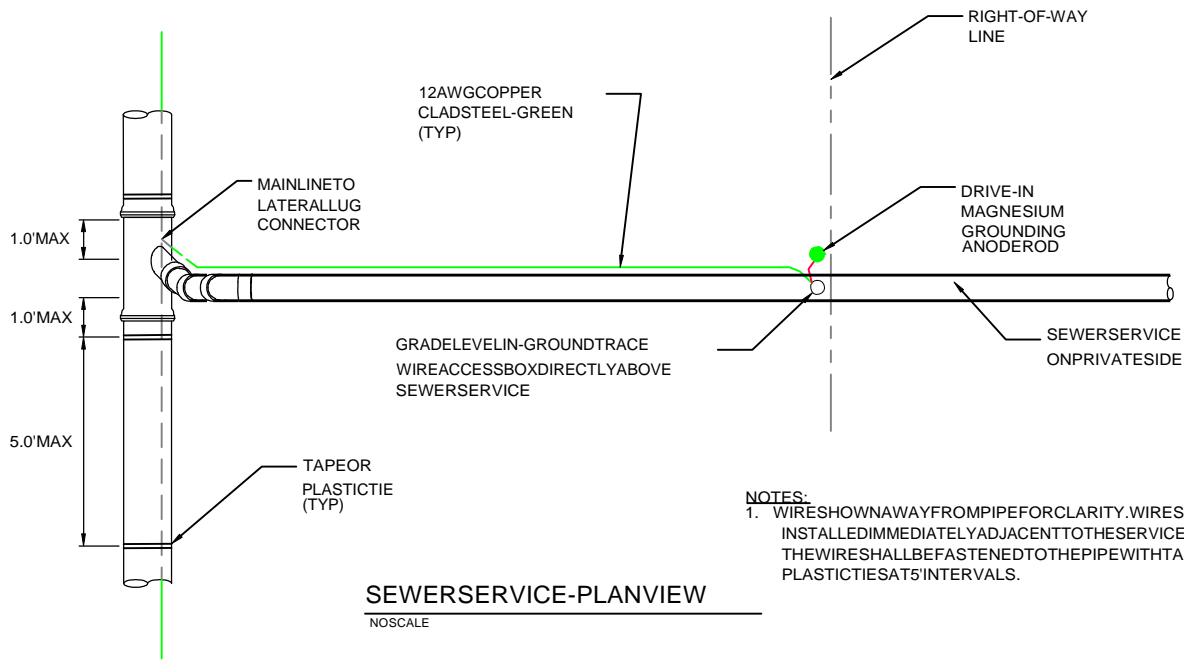 RIGHT-OF-WAY
LINE
12AWGCOPPER
CLADSTEEL-GREEN
(TYP)
MAINLINETO
LATERALLUG
CONNECTOR
DRIVE-IN
MAGNESIUM
GROUNDING
ANODEROD
1.0'MAX
1.0'MAX
5.0'MAX
GRADELEVELIN-GROUNDTRACE
WIREACCESSBOXDIRECTLYABOVE
SEWERSERVICE
SEWERSERVICE
ONPRIVATESIDE
TAPEOR
PLASTICTIE
(TYP)
NOTES:
1. WIRESHOWNAWAYFROMPIPEFORCLARITY.WIRES
INSTALLEDIMMEDIATELYADJACENTTOTHESERVICE
THEWIRESHALLBEFASTENEDTOTHEPIPEWITHTA
PLASTICTIESAT5'INTERVALS.
SEWERSERVICE-PLANVIEW
NOSCALE